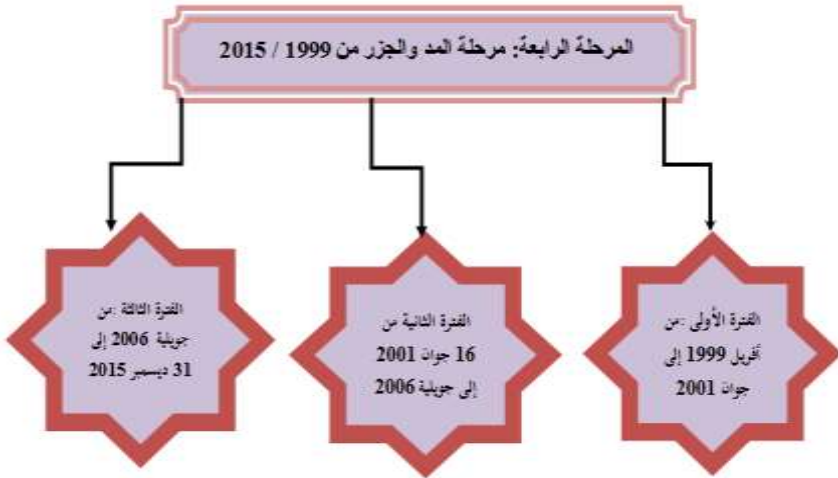 المرحلة الرابعة: مرحلة المد والجزر من 1999 / 2015
الفترة الأولى :من
أفريل 1999 إلى
جوان 2001
الفترة الثانية من
16 جوان 2001
إلى جويلية 2006
الفترة الثالثة :من
جويلية 2006 إلى
31 ديسمبر 2015